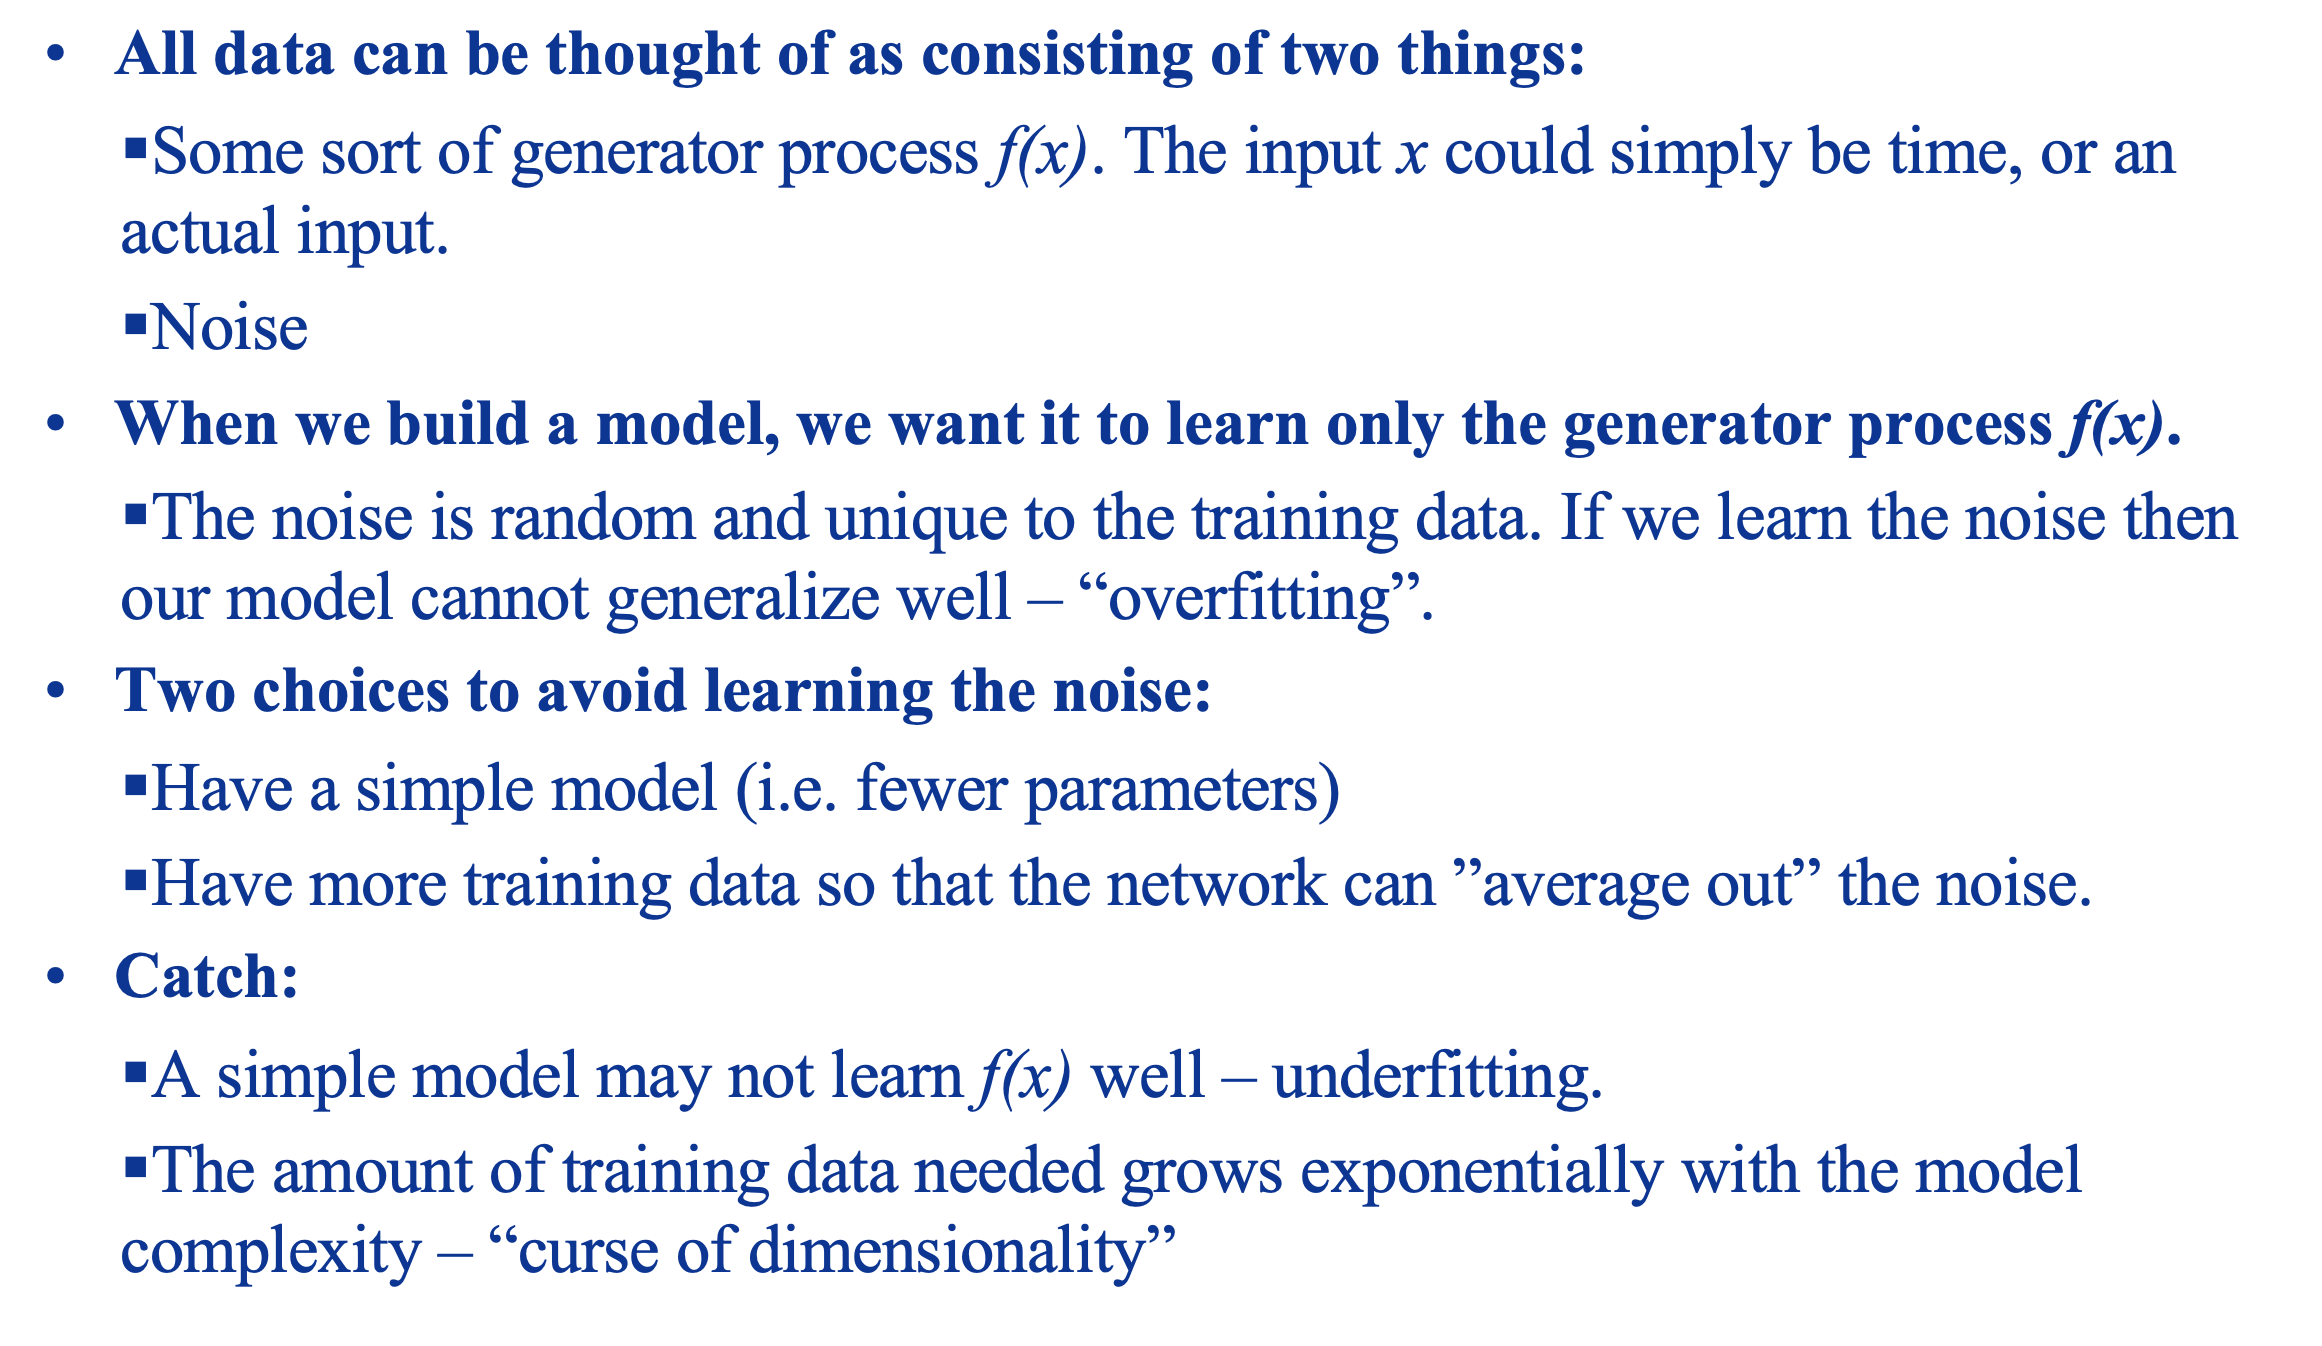 • All data can be thought of as consisting of two things:
▪Some sort of generator process f(x). The input x could simply be time, or an
actual input.
▪Noise
• When we build a model, we want it to learn only the generator process f(x).
▪The noise is random and unique to the training data. If we learn the noise then
our model cannot generalize well – “overfitting”.
• Two choices to avoid learning the noise:
▪Have a simple model (i.e. fewer parameters)
▪Have more training data so that the network can ”average out” the noise.
• Catch:
▪A simple model may not learn f(x) well – underfitting.
▪The amount of training data needed grows exponentially with the model
complexity – “curse of dimensionality”